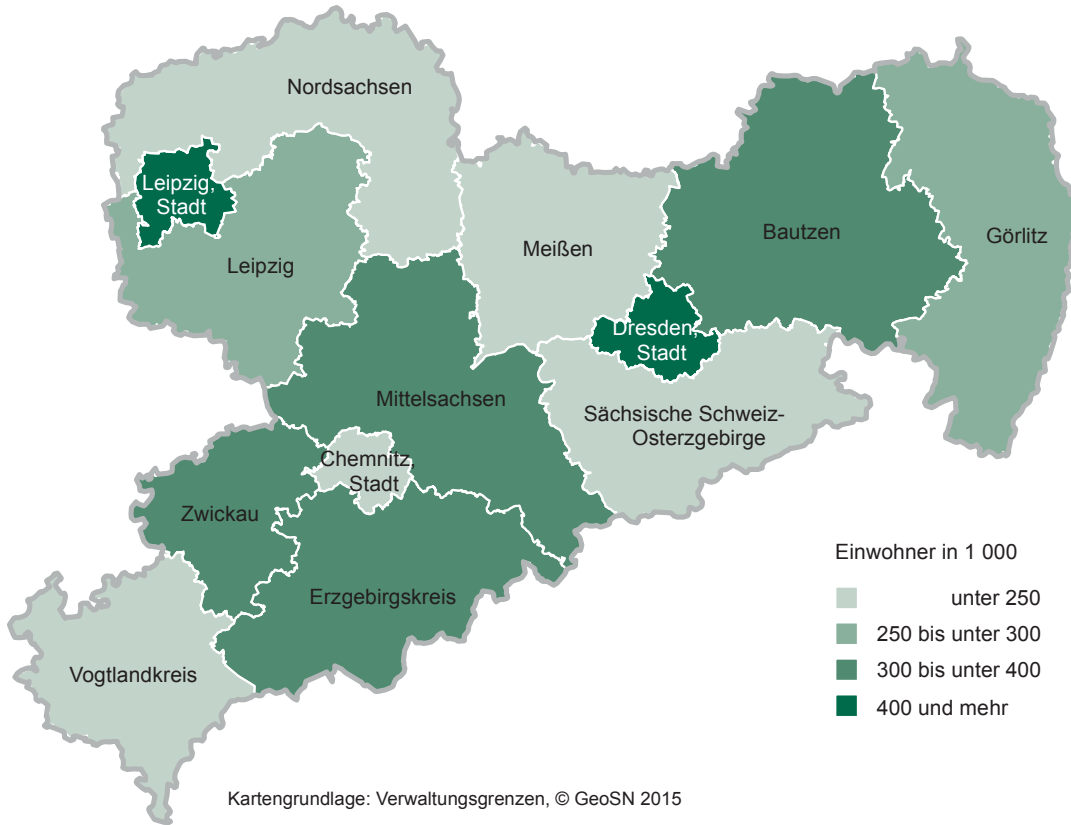 Nordsachsen
Leipzig,
Stadt
Leipzig
Meißen
Bautzen
Görlitz
Dresden,
Stadt
Mittelsachsen
Sächsische Schweiz-
Osterzgebirge
Chemnitz,
Stadt
Zwickau
Erzgebirgskreis
Vogtlandkreis
Einwohner in 1 000
unter 250
250 bis unter 300
300 bis unter 400
400 und mehr
Kartengrundlage: Verwaltungsgrenzen, © GeoSN 2015